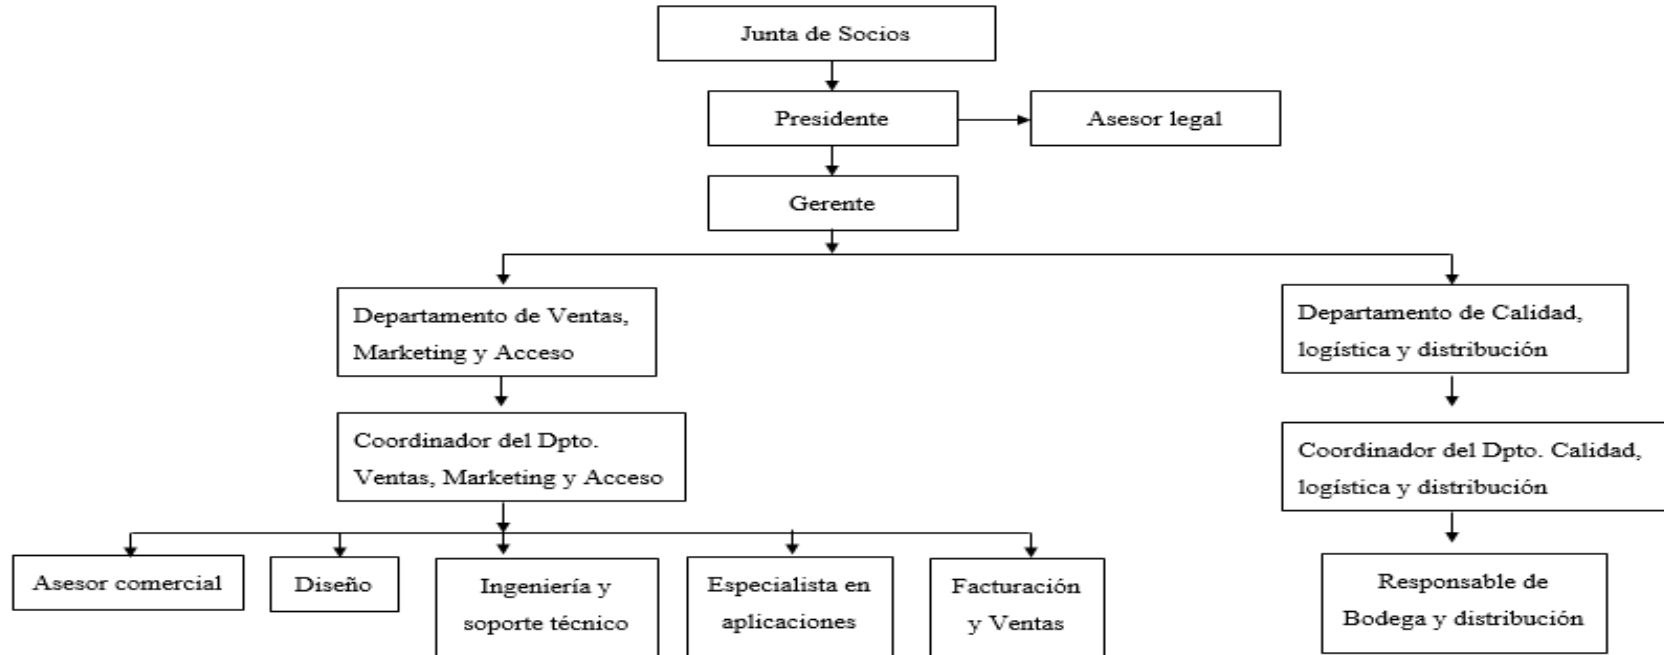 Junta de Socios
Presidente
Asesor legal
Gerente
Departamento de Ventas,
Marketing y Acceso
Departamento de Calidad,
logística y distribución
Coordinador del Dpto.
Ventas, Marketing y Acceso
Coordinador del Dpto. Calidad,
logística y distribución
Asesor comercial
Diseño
Ingeniería y
soporte técnico
Especialista en
aplicaciones
Facturación
y Ventas
Responsable de
Bodega y distribución